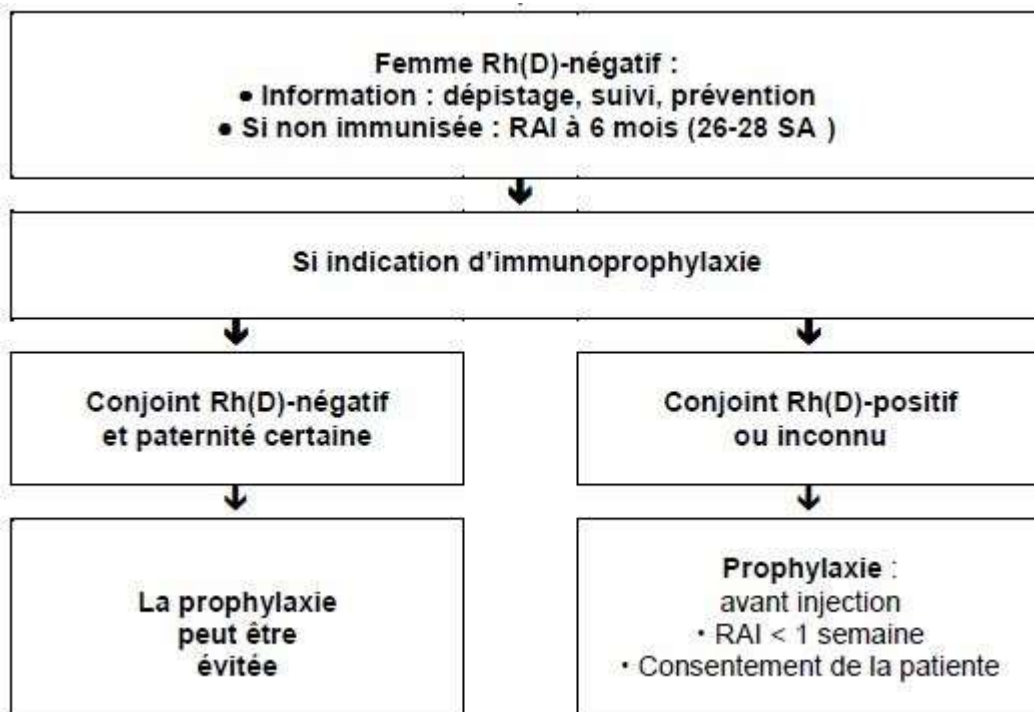 Femme Rh(D)-négatif :
• Information : dépistage, suivi, prévention
• Si non immunisée : RAI à 6 mois (26-28 SA )
Si indication d’immunoprophylaxie
Conjoint Rh(D)-négatif
et paternité certaine
Conjoint Rh(D)-positif
ou inconnu
La prophylaxie
peut être
évitée
Prophylaxie :
avant injection
· RAI < 1 semaine
· Consentement de la patiente